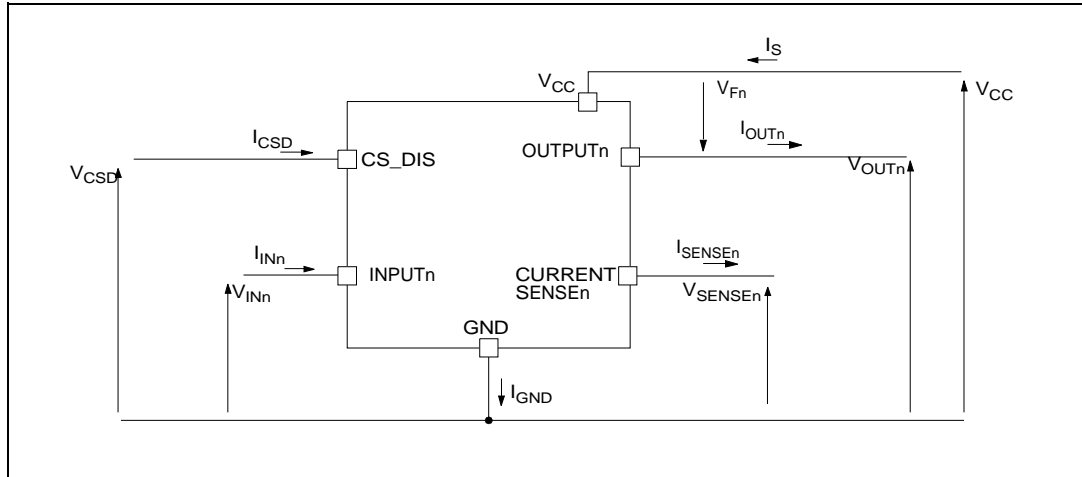 I_S
V_CC
V_Fn
V_CC
I_OUTn
I_CSD
CS_DIS
OUTPUTn
V_CSD
V_OUTn
I_INn
INPUTn
CURRENT
SENSEn
I_SENSEn
V_INn
V_SENSEn
GND
I_GND